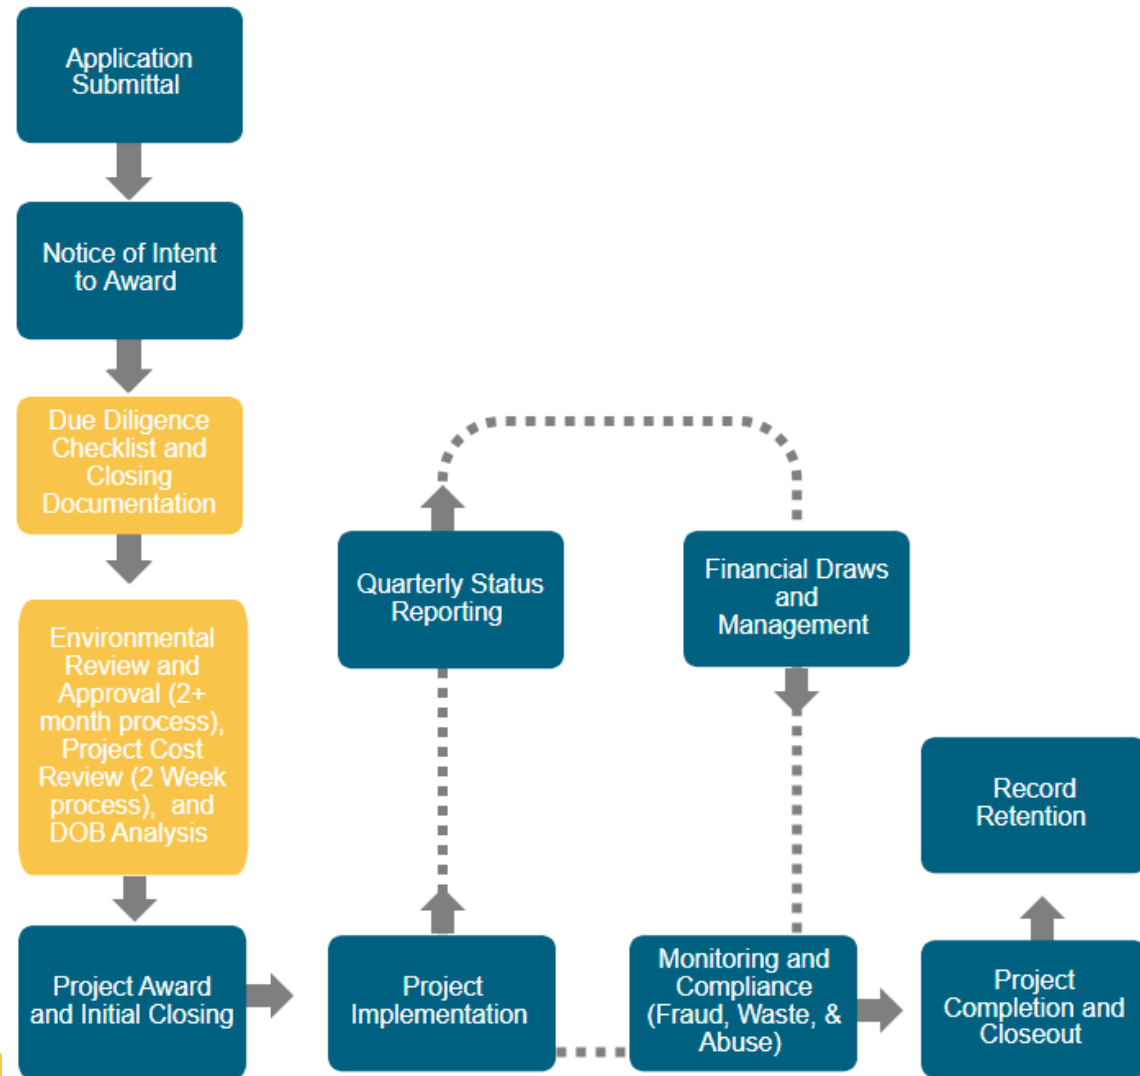 Application
Submittal
Notice of Intent
to Award
Due Diligence
Checklist and
Closing
Documentation
Environmental
Review and
Approval (2+
month process),
Project Cost
Review (2 Week
process), and
DOB Analysis
Project Award
and Initial Closing
Project
Implementation
Quarterly Status
Reporting
Financial Draws
and
Management
Monitoring and
Compliance
(Fraud, Waste, &
Abuse)
Project
Completion and
Closeout
Record
Retention